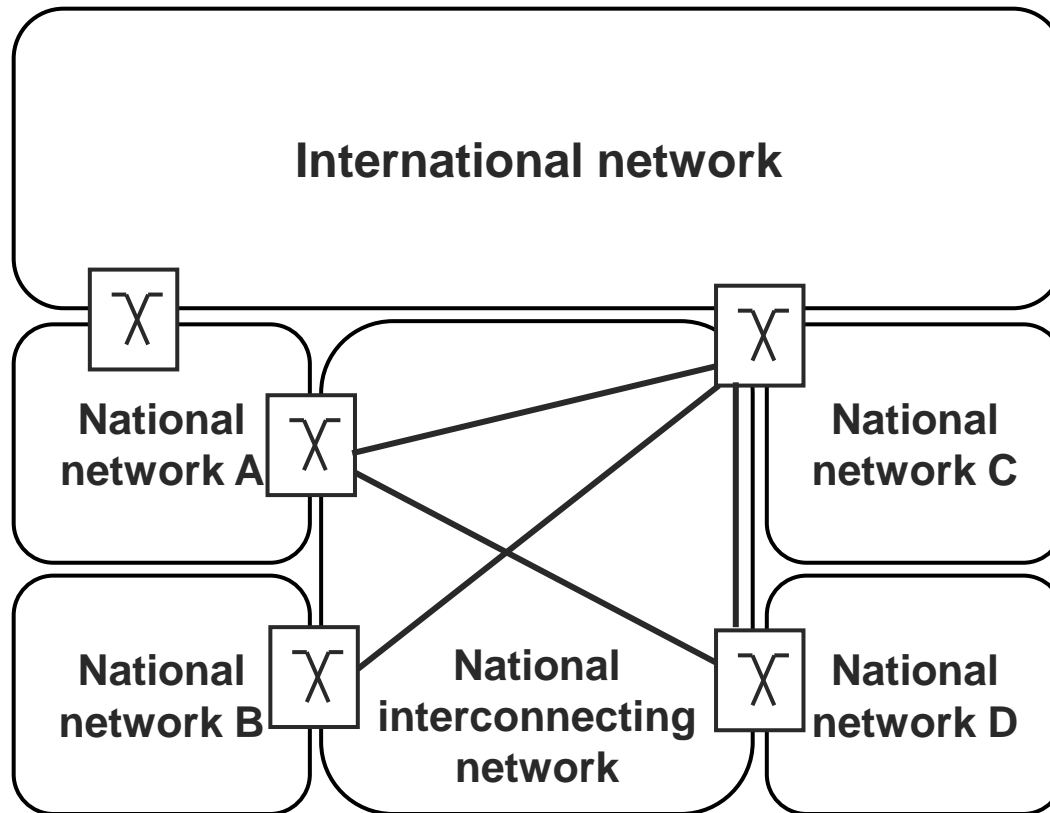 International network
National
network A
National
network C
National
network B
National
interconnecting
network
National
network D